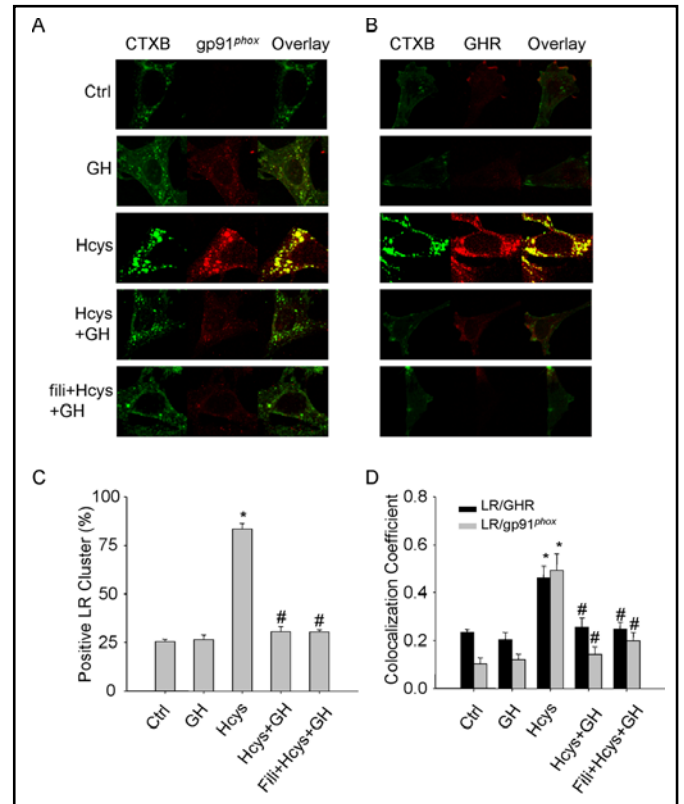 A
CTXB gp91phox Overlay
Ctrl
GH
Hcys
Hcys
+GH
fili+Hcys
+GH
B
CTXB GHR Overlay
C
Positive LR Cluster (%)
100
75
50
25
0
*
#
#
Ctrl
GH
Hcys
Hcys+GH
Fili+Hcys+GH
D
Colocalization Coefficient
0.8
0.6
0.4
0.2
0.0
LR/GHR
LR/gp91phox
* *
#
#
#
#
Ctrl
GH
Hcys
Hcys+GH
Fili+Hcys+GH